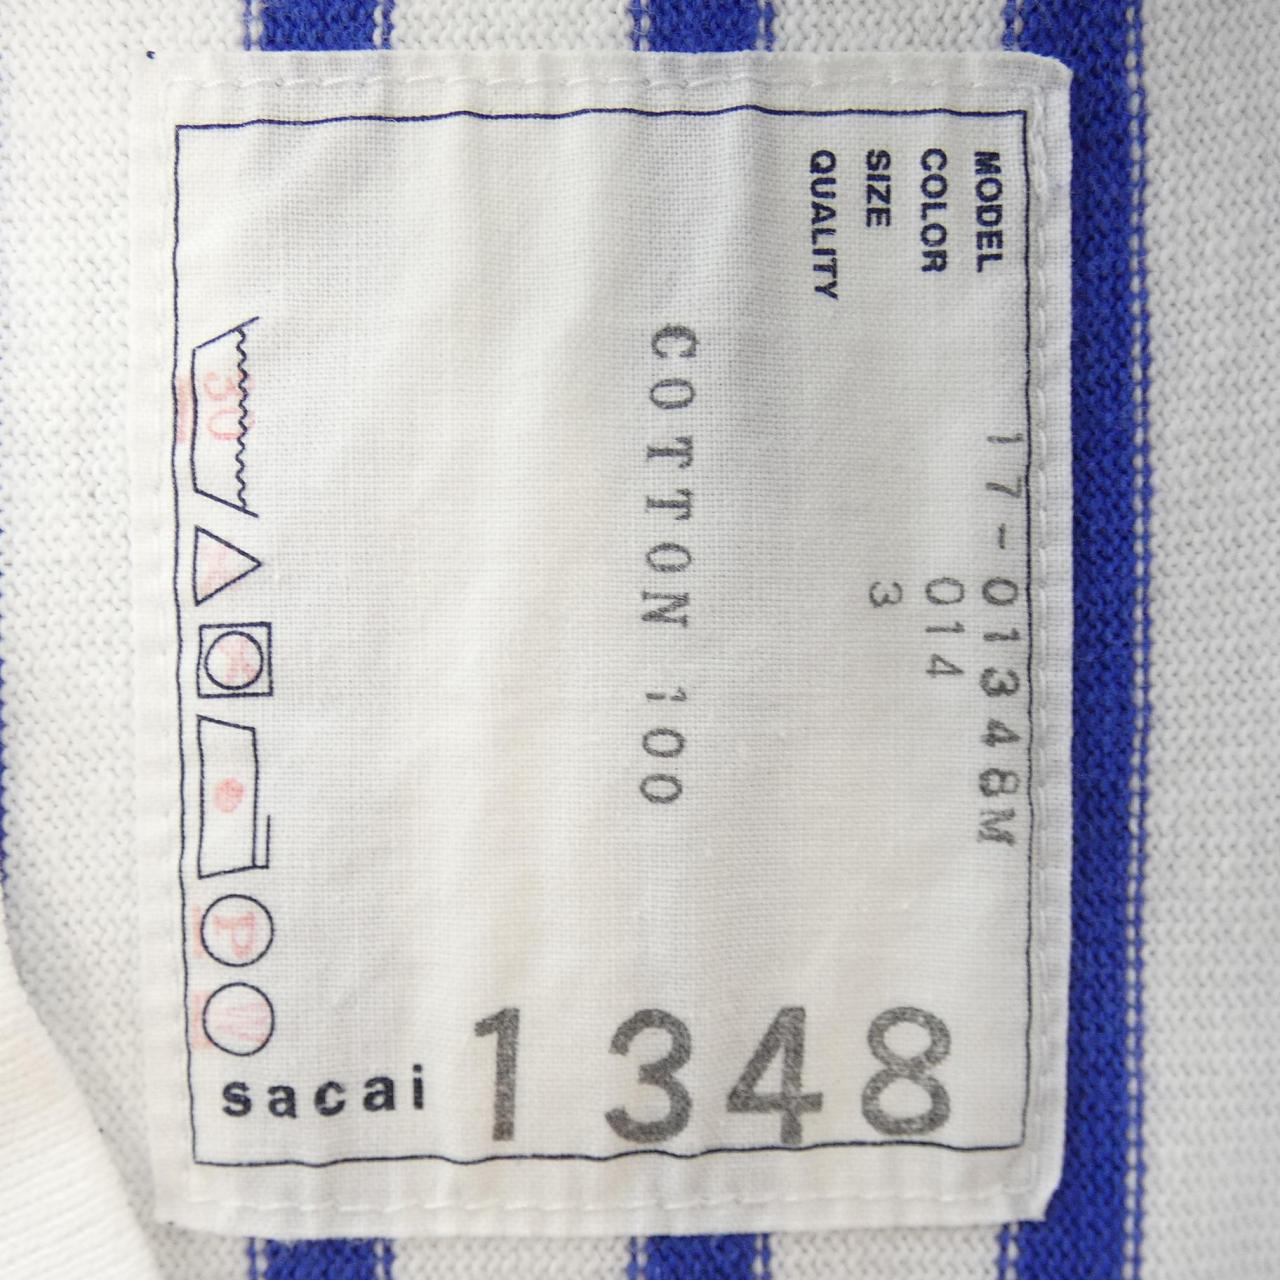 MODEL 17-01348M
COLOR 014
SIZE 3
QUALITY
COTTON 100
30
P
W
sacai
1348